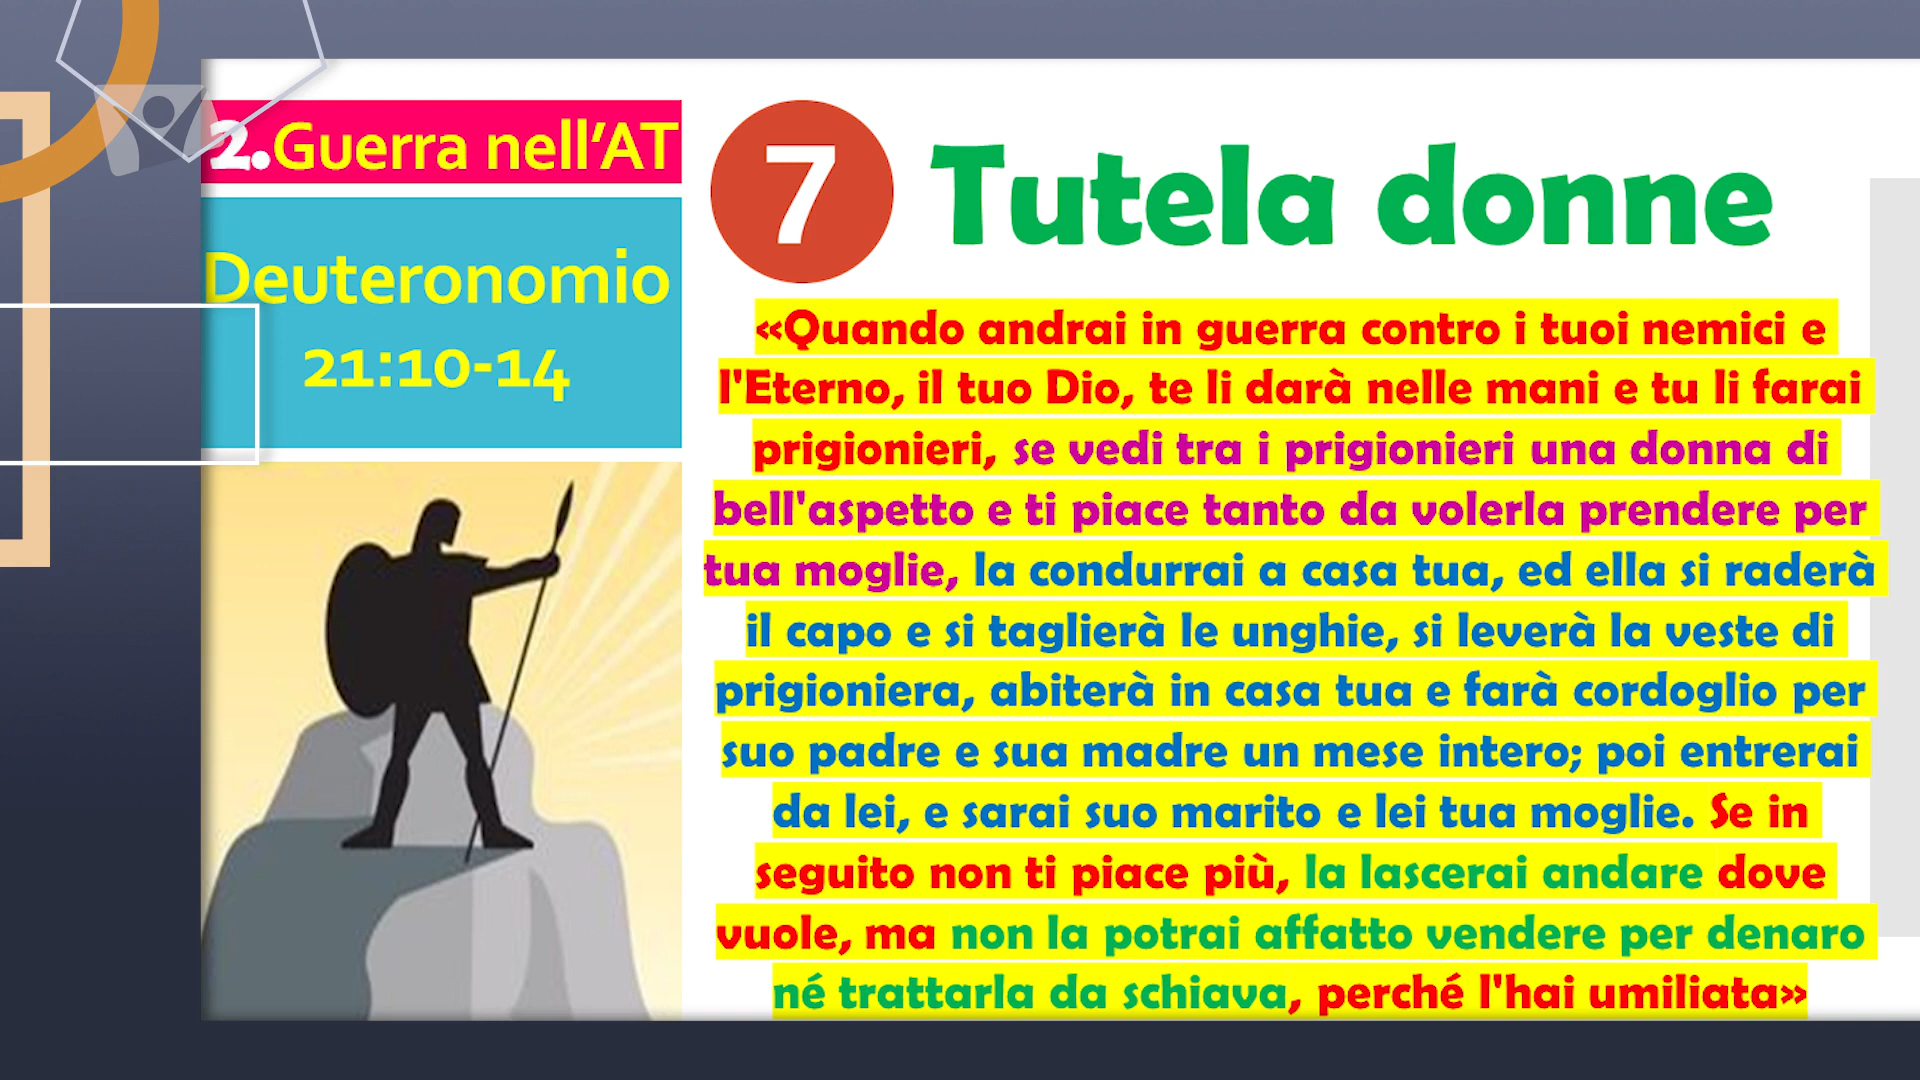 2.Guerra nell’AT
Deuteronomio
21:10-14
7 Tutela donne
«Quando andrai in guerra contro i tuoi nemici e
l'Eterno, il tuo Dio, te li darà nelle mani e tu li farai
prigionieri, se vedi tra i prigionieri una donna di
bell'aspetto e ti piace tanto da volerla prendere per
tua moglie, la condurrai a casa tua, ed ella si raderà
il capo e si taglierà le unghie, si leverà la veste di
prigioniera, abiterà in casa tua e farà cordoglio per
suo padre e sua madre un mese intero; poi entrerai
da lei, e sarai suo marito e lei tua moglie. Se in
seguito non ti piace più, la lascerai andare dove
vuole, ma non la potrai affatto vendere per denaro
né trattarla da schiava, perché l'hai umiliata»